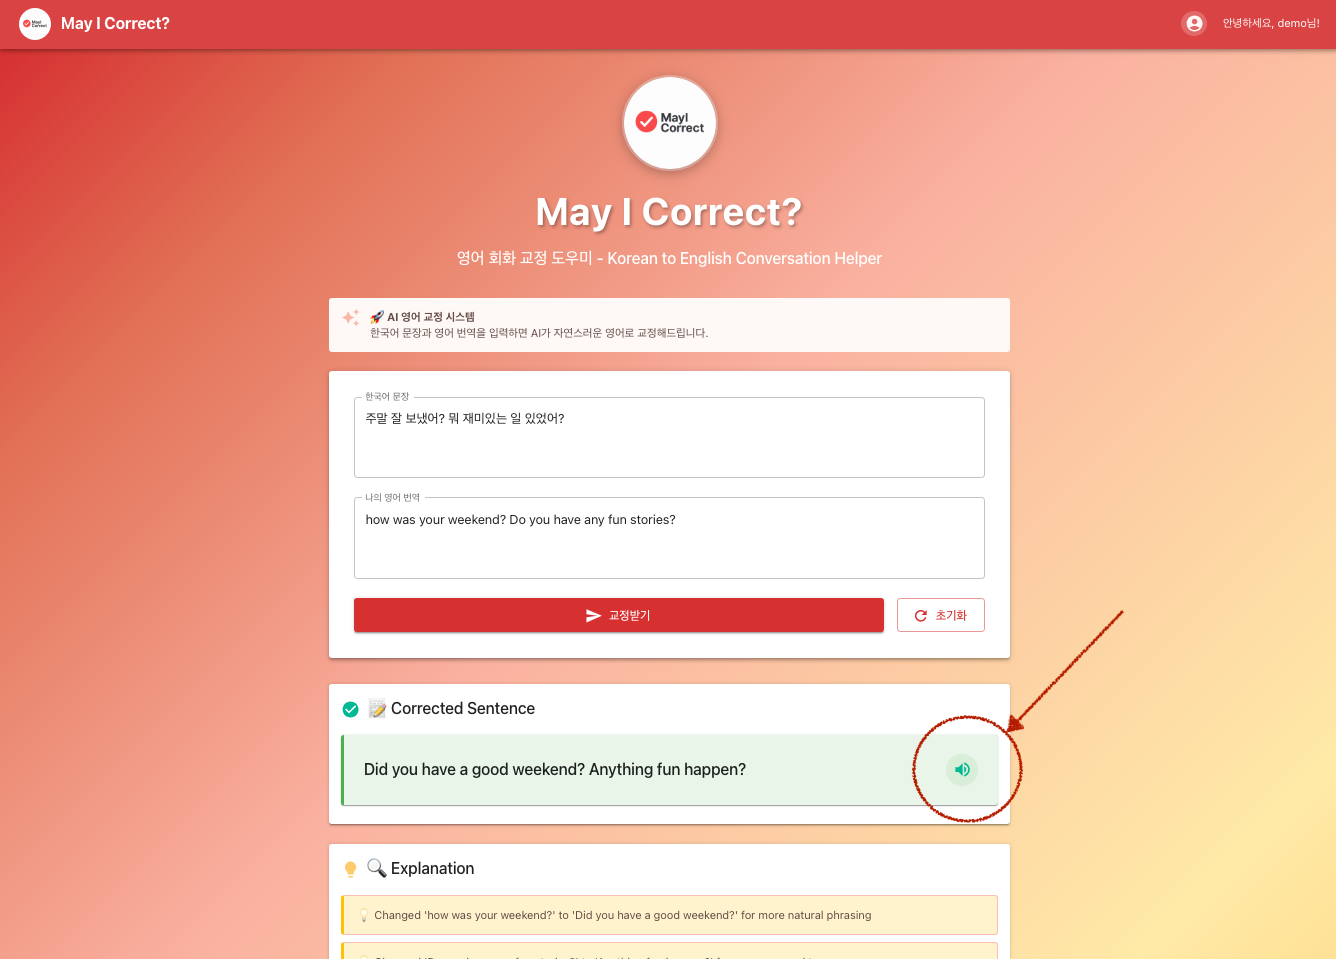 MayI Correct
May I Correct?
안녕하세요, demo님!
MayI
Correct
May I Correct?
영어 회화 교정 도우미 - Korean to English Conversation Helper
🚀 AI 영어 교정 시스템
한국어 문장과 영어 번역을 입력하면 AI가 자연스러운 영어로 교정해드립니다.
한국어 문장
주말 잘 보냈어? 뭐 재미있는 일 있었어?
나의 영어 번역
how was your weekend? Do you have any fun stories?
교정받기
초기화
📝 Corrected Sentence
Did you have a good weekend? Anything fun happen?
🔍 Explanation
💡 Changed 'how was your weekend?' to 'Did you have a good weekend?' for more natural phrasing